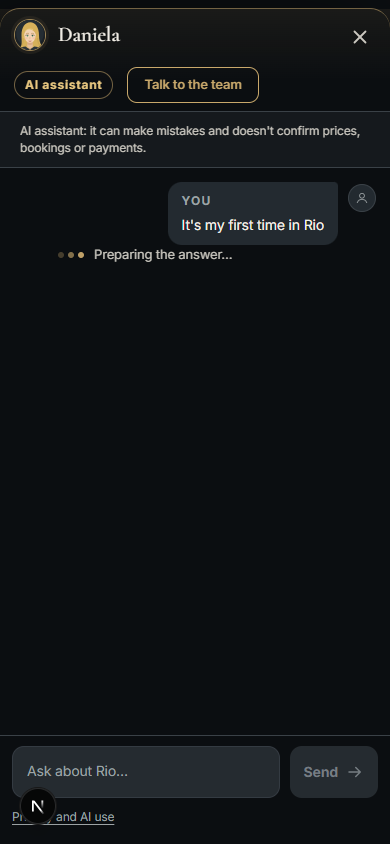 Daniela
AI assistant
Talk to the team
AI assistant: it can make mistakes and doesn't confirm prices,
bookings or payments.
YOU
It's my first time in Rio
Preparing the answer...
Ask about Rio...
Send →
N
and AI use